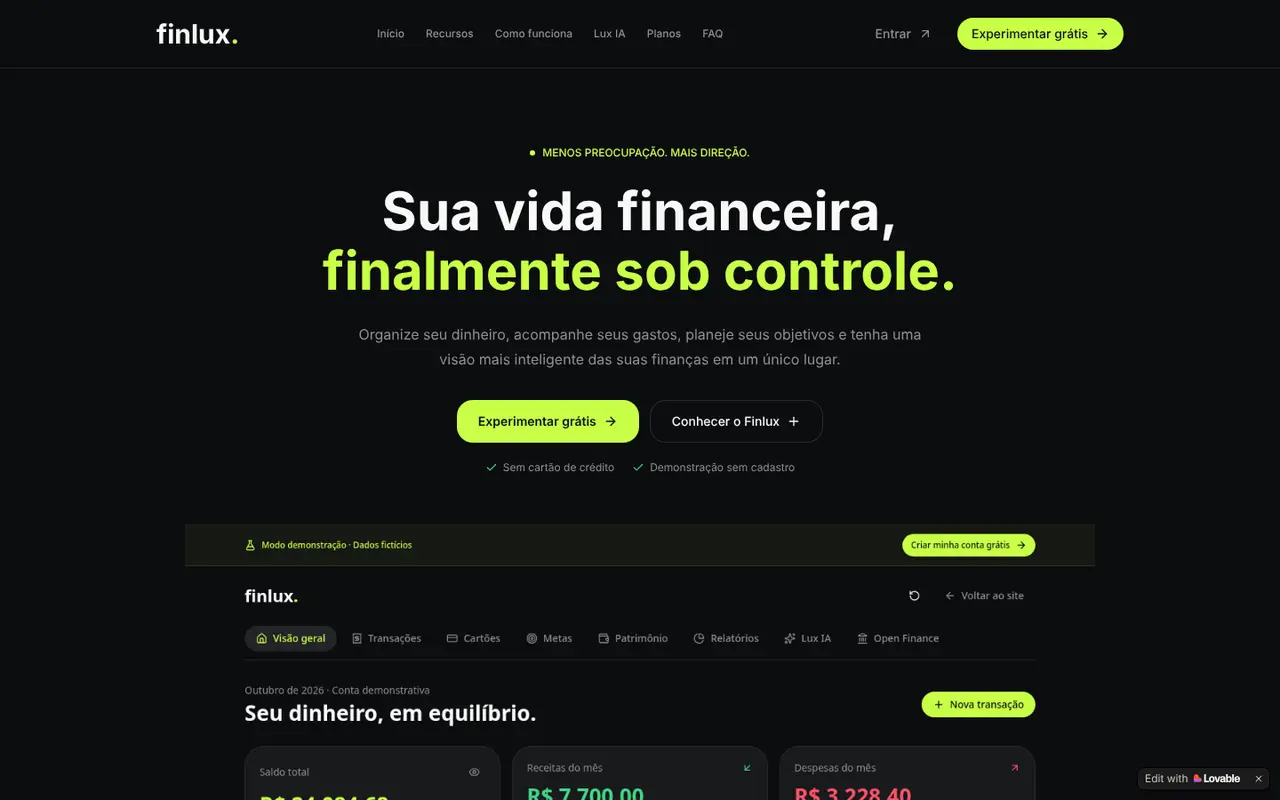 finlux.
Início Recursos Como funciona Lux IA Planos FAQ
Entrar
Experimentar grátis
MENOS PREOCUPAÇÃO. MAIS DIREÇÃO.
Sua vida financeira,
finalmente sob controle.
Organize seu dinheiro, acompanhe seus gastos, planeje seus objetivos e tenha uma
visão mais inteligente das suas finanças em um único lugar.
Experimentar grátis
Conhecer o Finlux
Sem cartão de crédito
Demonstração sem cadastro
Modo demonstração · Dados fictícios
Criar minha conta grátis
finlux.
Voltar ao site
Visão geral Transações Cartões Metas Patrimônio Relatórios Lux IA Open Finance
Outubro de 2026 · Conta demonstrativa
Seu dinheiro, em equilíbrio.
Nova transação
Saldo total
Receitas do mês
R$ 7.700,00
Despesas do mês
R$ 3.228,40
Edit with Lovable